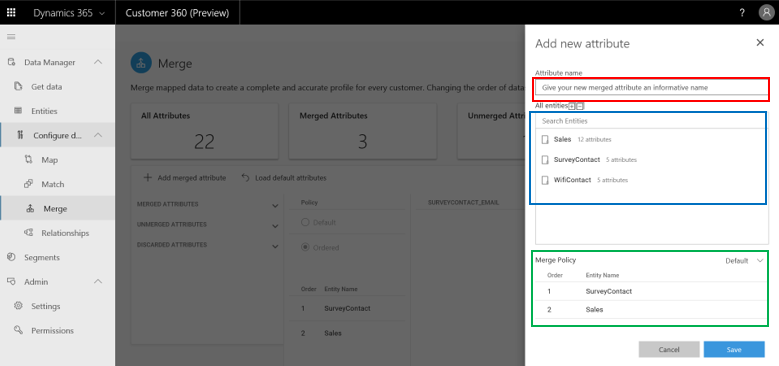 Dynamics 365
Customer 360 (Preview)
?
Data Manager
Get data
Entities
Configure d...
Map
Match
Merge
Relationships
Segments
Admin
Settings
Permissions
Merge
Merge mapped data to create a complete and accurate profile for every customer. Changing the order of data
All Attributes
22
Merged Attributes
3
Unmerged Attri
Add merged attribute
Load default attributes
MERGED ATTRIBUTES
UNMERGED ATTRIBUTES
DISCARDED ATTRIBUTES
Policy
Default
Ordered
Order Entity Name
1 SurveyContact
2 Sales
SURVEYCONTACT_EMAIL
Add new attribute
Attribute name
Give your new merged attribute an informative name
All entities
Search Entities
Sales 12 attributes
SurveyContact 5 attributes
WifiContact 5 attributes
Merge Policy Default
Order Entity Name
1 SurveyContact
2 Sales
Cancel Save